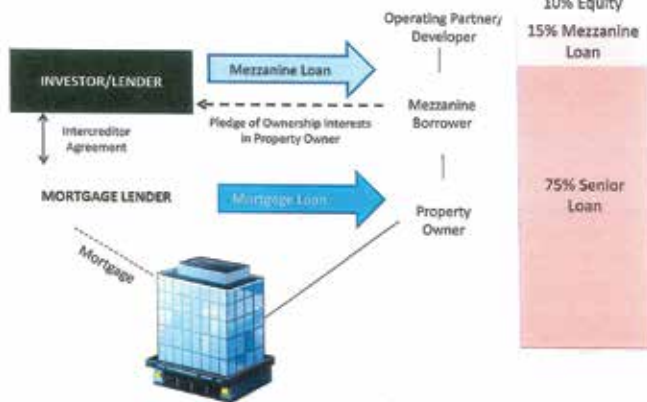 10% Equity
Operating Partner/
Developer
15% Mezzanine
Loan
INVESTOR/LENDER
Mezzanine Loan
Pledge of Ownership Interests
in Property Owner
Mezzanine
Borrower
Intercreditor
Agreement
MORTGAGE LENDER
Mortgage Loan
Property
Owner
75% Senior
Loan
Mortgage